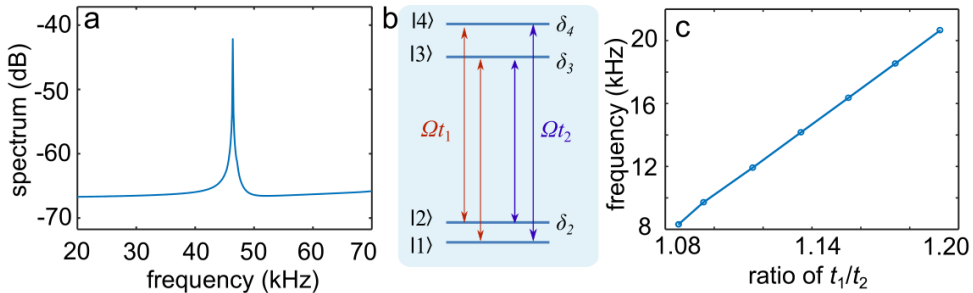 a
-40
-50
-60
-70
spectrum (dB)
20 30 40 50 60 70
frequency (kHz)
b
|4⟩
δ4
|3⟩
δ3
Ωt1
Ωt2
|2⟩
δ2
|1⟩
c
20
16
12
8
frequency (kHz)
1.08 1.14 1.20
ratio of t1/t2